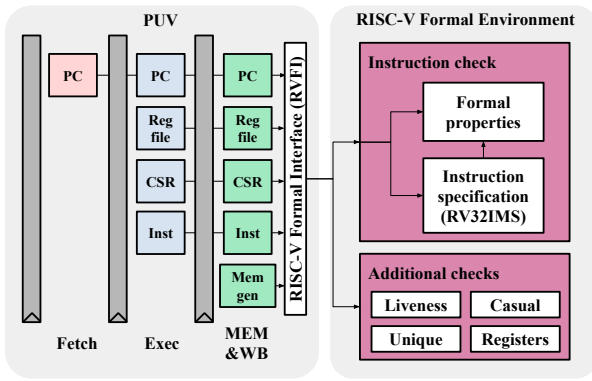 PUV
PC
PC
PC
Reg
file
Reg
file
CSR
CSR
Inst
Inst
Mem
gen
Fetch
Exec
MEM
&WB
RISC-V Formal Interface (RVFI)
RISC-V Formal Environment
Instruction check
Formal
properties
Instruction
specification
(RV32IMS)
Additional checks
Liveness
Casual
Unique
Registers